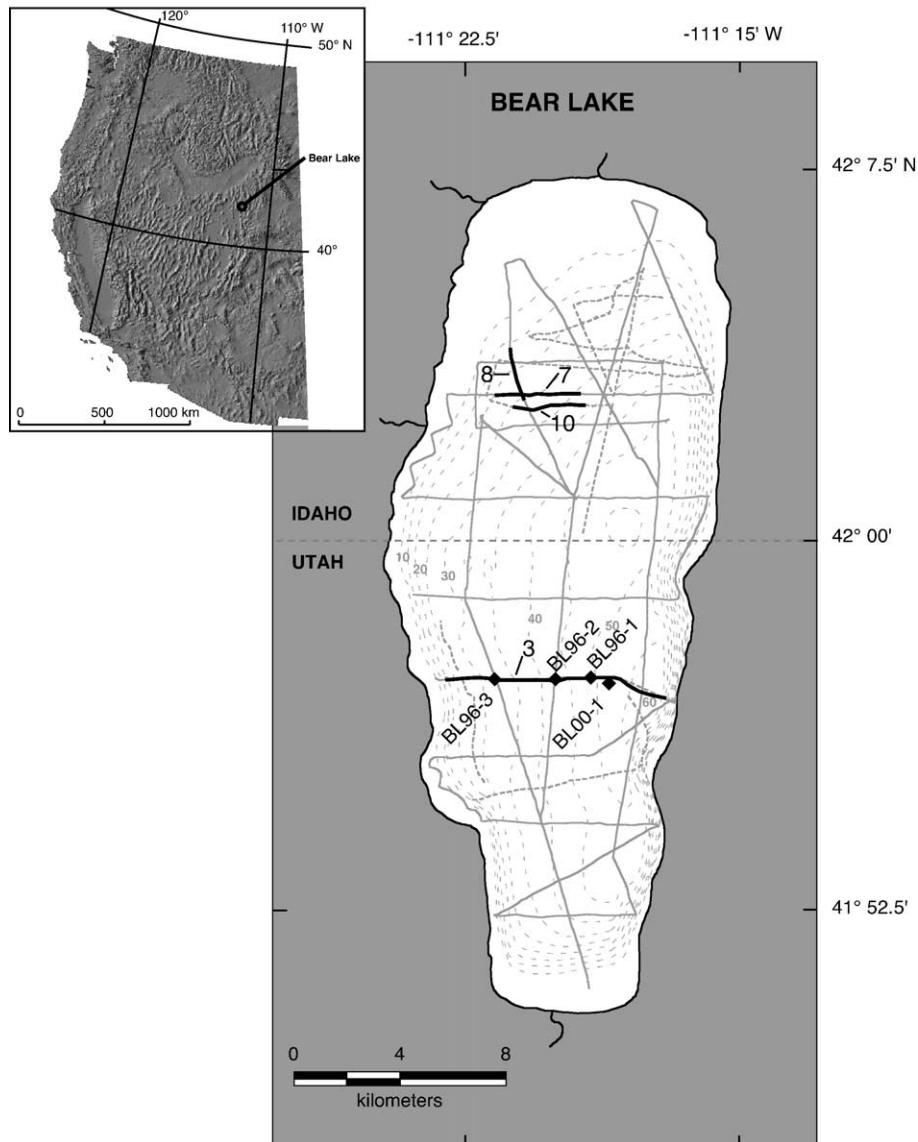 120°
110° W
50° N
Bear Lake
40°
0 500 1000 km
-111° 22.5'
-111° 15' W
BEAR LAKE
42° 7.5' N
8
7
10
IDAHO
42° 00'
UTAH
10
20
30
40
50
3
BL96-2
BL96-1
BL96-3
BL00-1
60
41° 52.5'
0 4 8
kilometers